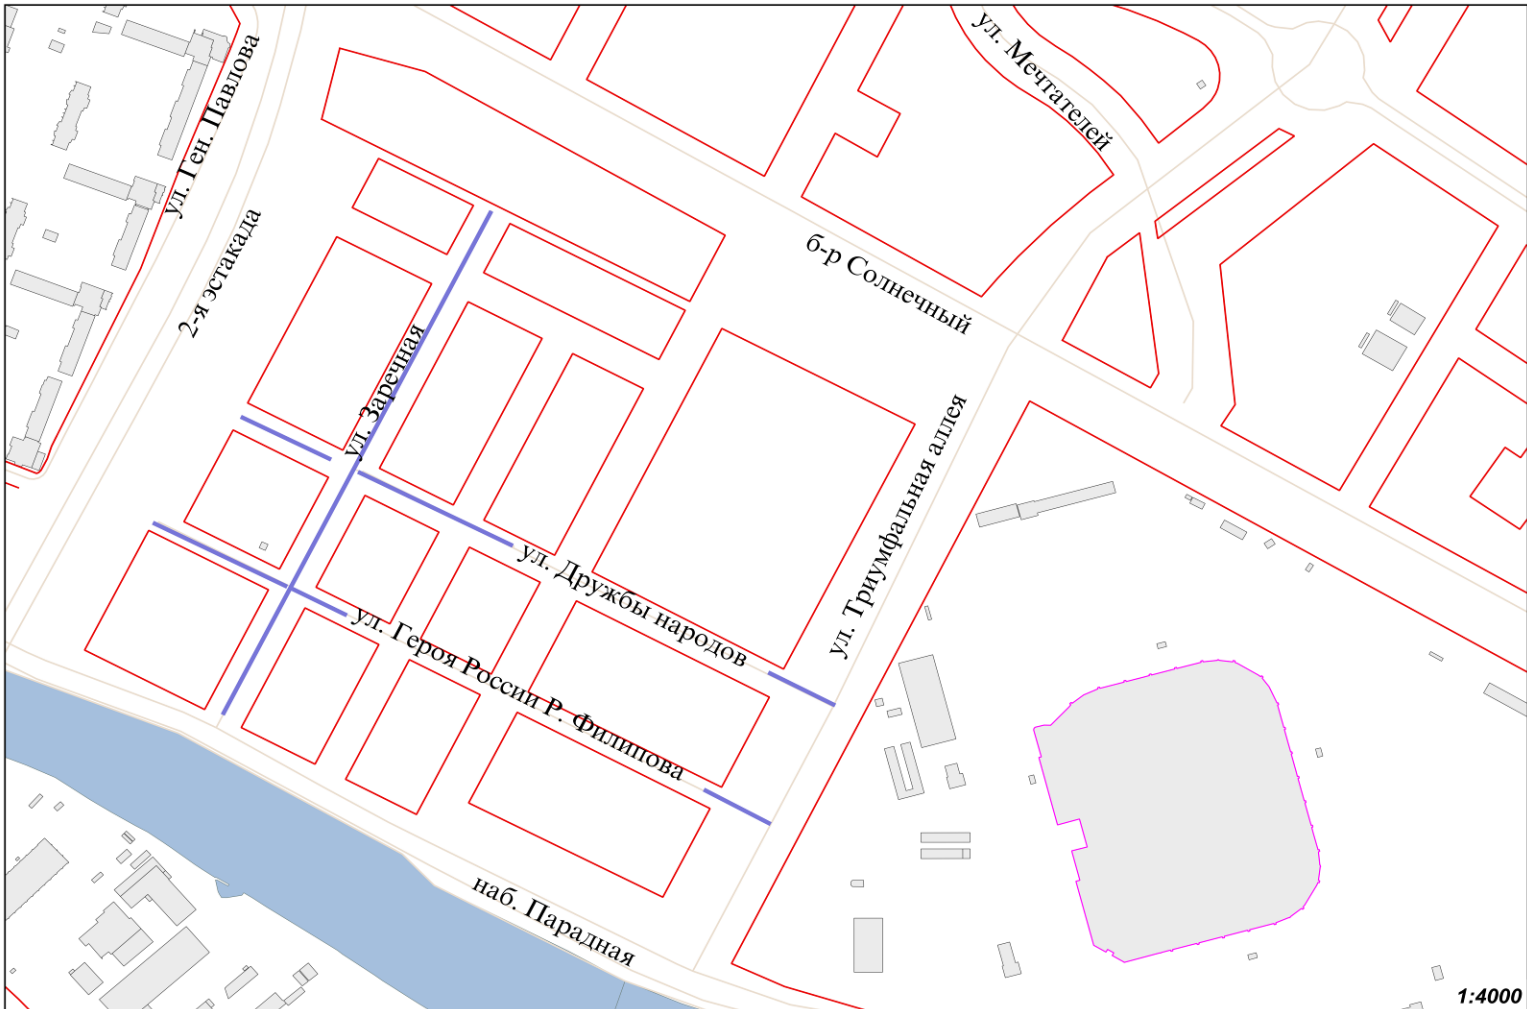 ул. Мечтателей
ул. Ген. Павлова
2-я эстакада
б-р Солнечный
ул. Заречная
ул. Триумфальная аллея
ул. Дружбы народов
ул. Героя России Р. Филипова
наб. Парадная
1:4000